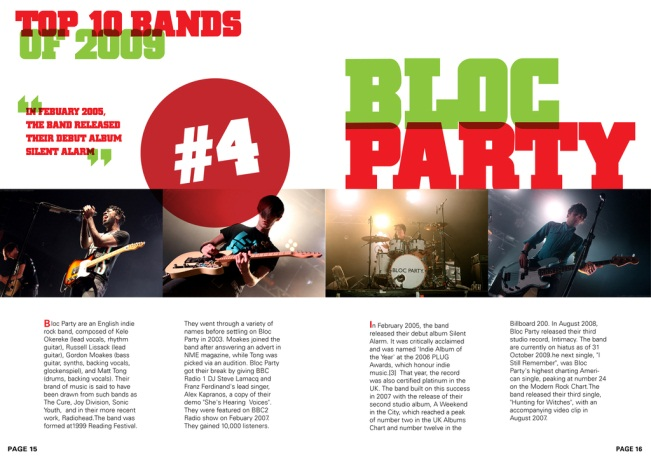 TOP 10 BANDS
OF 2009
IN FEBUARY 2005,
THE BAND RELEASED
THEIR DEBUT ALBUM
SILENT ALARM
#4
BLOC
PARTY
BLOC PARTY
Bloc Party are an English indie
rock band, composed of Kele
Okereke (lead vocals, rhythm
guitar), Russell Lissack (lead
guitar), Gordon Moakes (bass
guitar, synths, backing vocals,
glockenspiel), and Matt Tong
(drums, backing vocals). Their
brand of music is said to have
been drawn from such bands as
The Cure, Joy Division, Sonic
Youth,  and in their more recent
work, Radiohead.The band was
formed at1999 Reading Festival.
They went through a variety of
names before settling on Bloc
Party in 2003. Moakes joined the
band after answering an advert in
NME magazine, while Tong was
picked via an audition. Bloc Party
got their break by giving BBC
Radio 1 DJ Steve Lamacq and
Franz Ferdinand's lead singer,
Alex Kapranos, a copy of their
demo "She's Hearing  Voices".
They were featured on BBC2
Radio show on Febuary 2007.
They gained 10,000 listeners.
In February 2005, the band
released their debut album Silent
Alarm. It was critically acclaimed
and was named 'Indie Album of
the Year' at the 2006 PLUG
Awards, which honour indie
music.[3]  That year, the record
was also certified platinum in the
UK. The band built on this success
in 2007 with the release of their
second studio album, A Weekend
in the City, which reached a peak
of number two in the UK Albums
Chart and number twelve in the
Billboard 200. In August 2008,
Bloc Party released their third
studio record, Intimacy. The band
are currently on hiatus as of 31
October 2009.he next single, "I
Still Remember", was Bloc
Party's highest charting Ameri-
can single, peaking at number 24
on the Modern Rock Chart.The
band released their third single,
"Hunting for Witches", with an
accompanying video clip in
August 2007.
PAGE 15
PAGE 16